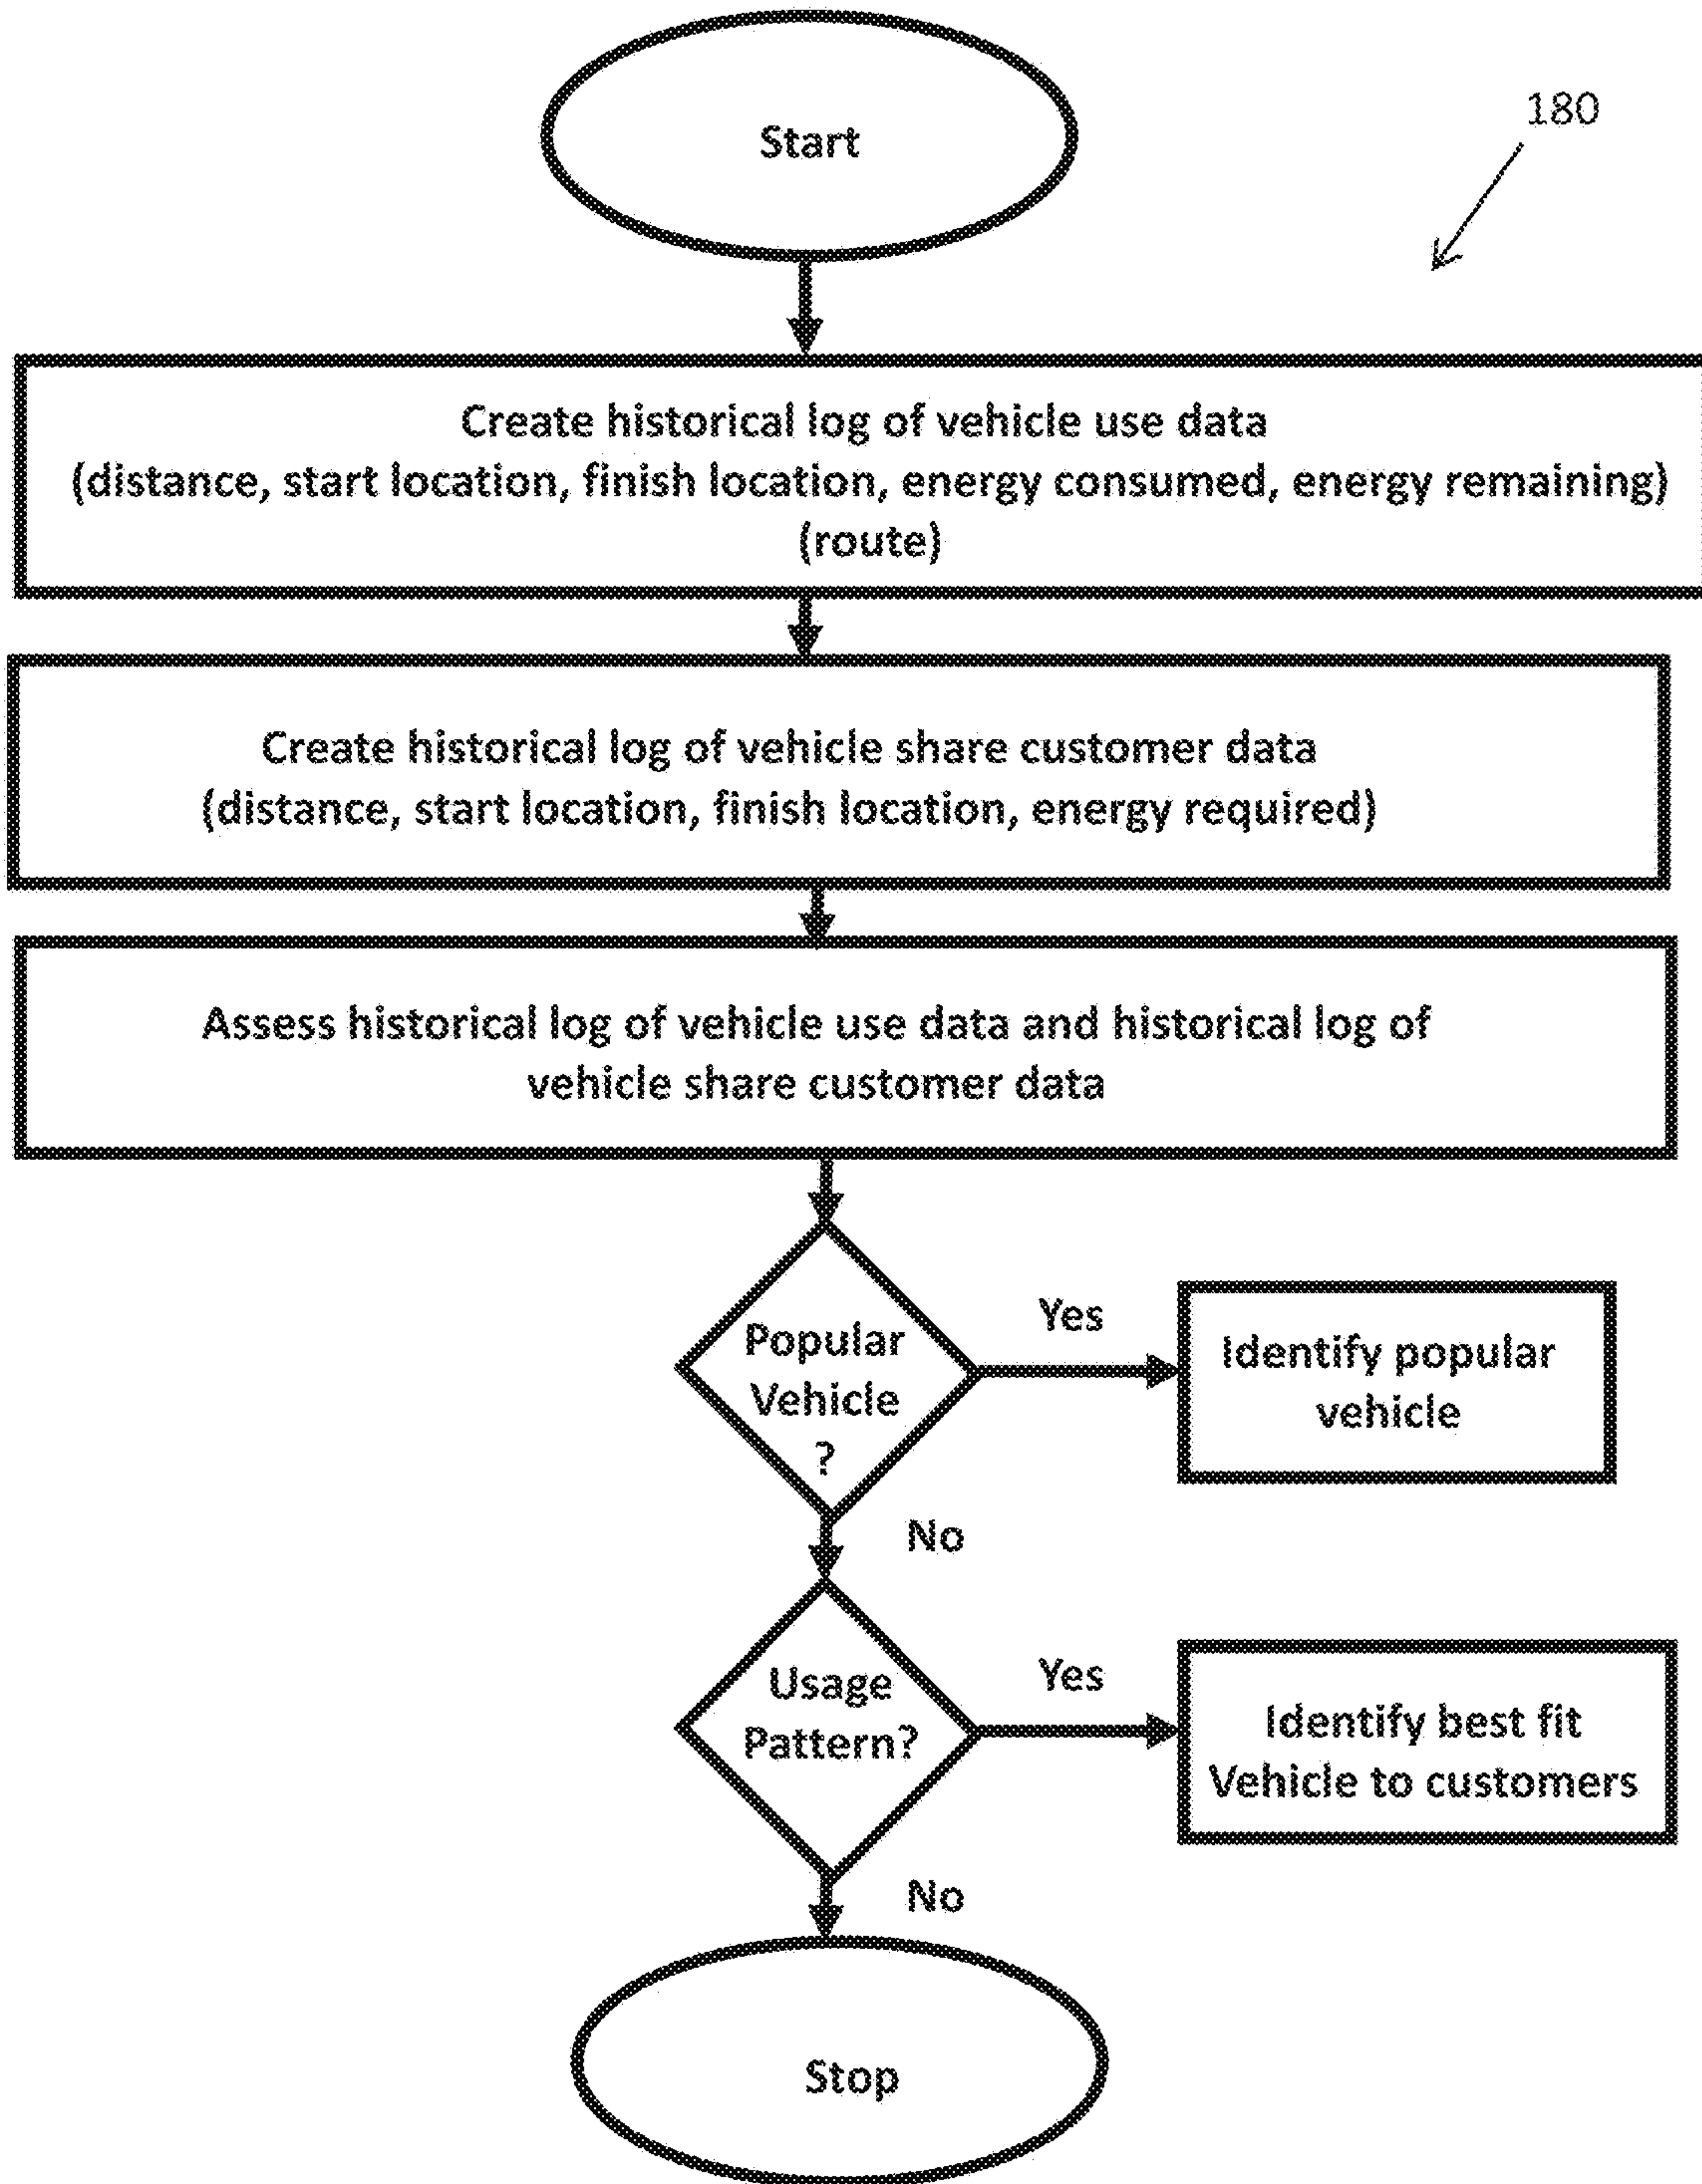 Start
180
Create historical log of vehicle use data
(distance, start location, finish location, energy consumed, energy remaining)
(route)
Create historical log of vehicle share customer data
(distance, start location, finish location, energy required)
Assess historical log of vehicle use data and historical log of
vehicle share customer data
Popular
Vehicle
?
Yes
Identify popular
vehicle
No
Usage
Pattern?
Yes
Identify best fit
Vehicle to customers
No
Stop